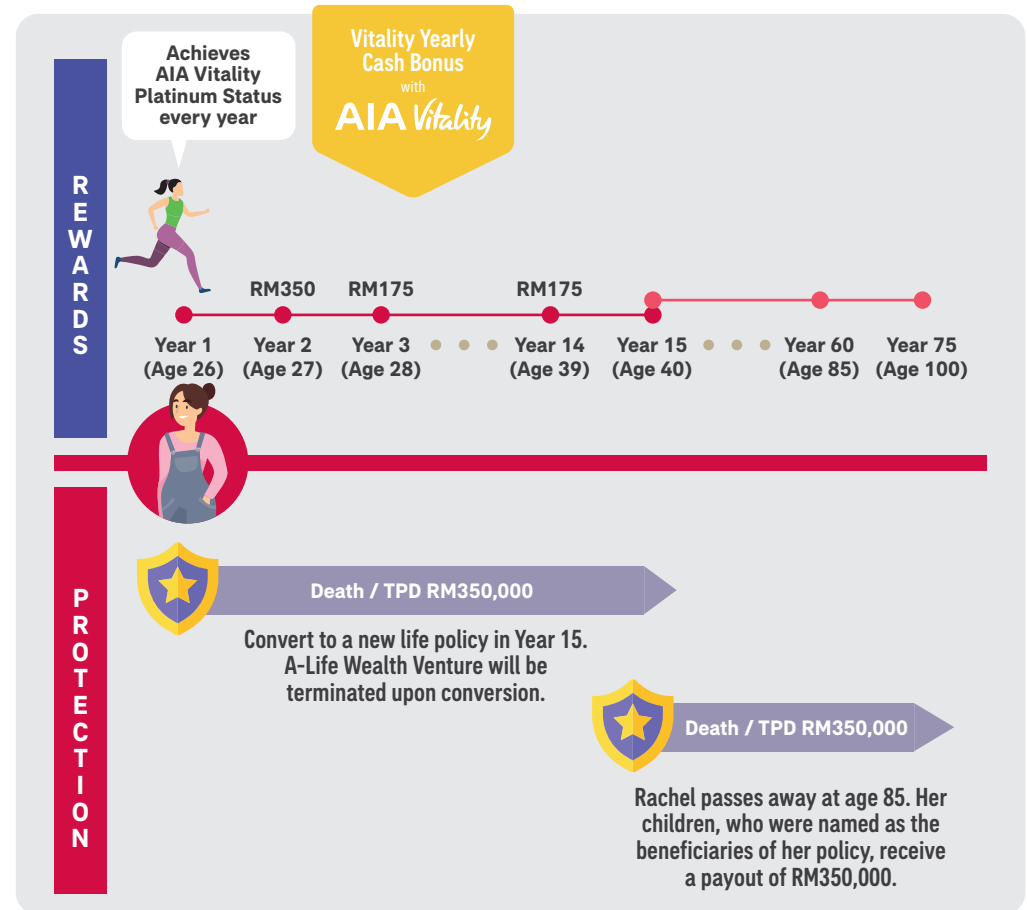 Achieves
AIA Vitality
Platinum Status
every year
Vitality Yearly
Cash Bonus
with
AIA Vitality
REWARDS
RM350 RM175 RM175
Year 1 Year 2 Year 3 Year 14 Year 15 Year 60 Year 75
(Age 26) (Age 27) (Age 28) (Age 39) (Age 40) (Age 85) (Age 100)
PROTECTION
Death / TPD RM350,000
Convert to a new life policy in Year 15.
A-Life Wealth Venture will be
terminated upon conversion.
Death / TPD RM350,000
Rachel passes away at age 85. Her
children, who were named as the
beneficiaries of her policy, receive
a payout of RM350,000.